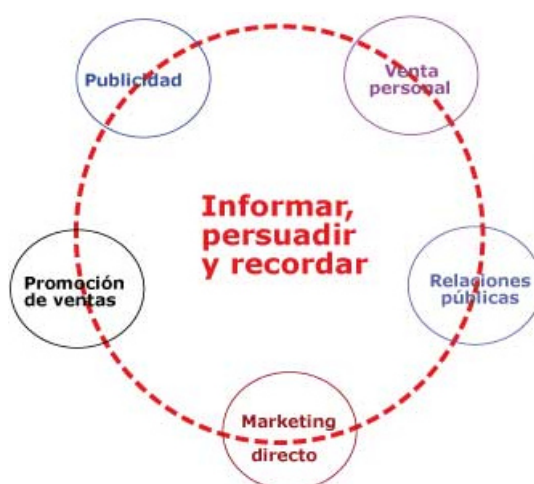 Publicidad
Venta
personal
Informar,
persuadir
y recordar
Promoción
de ventas
Relaciones
públicas
Marketing
directo